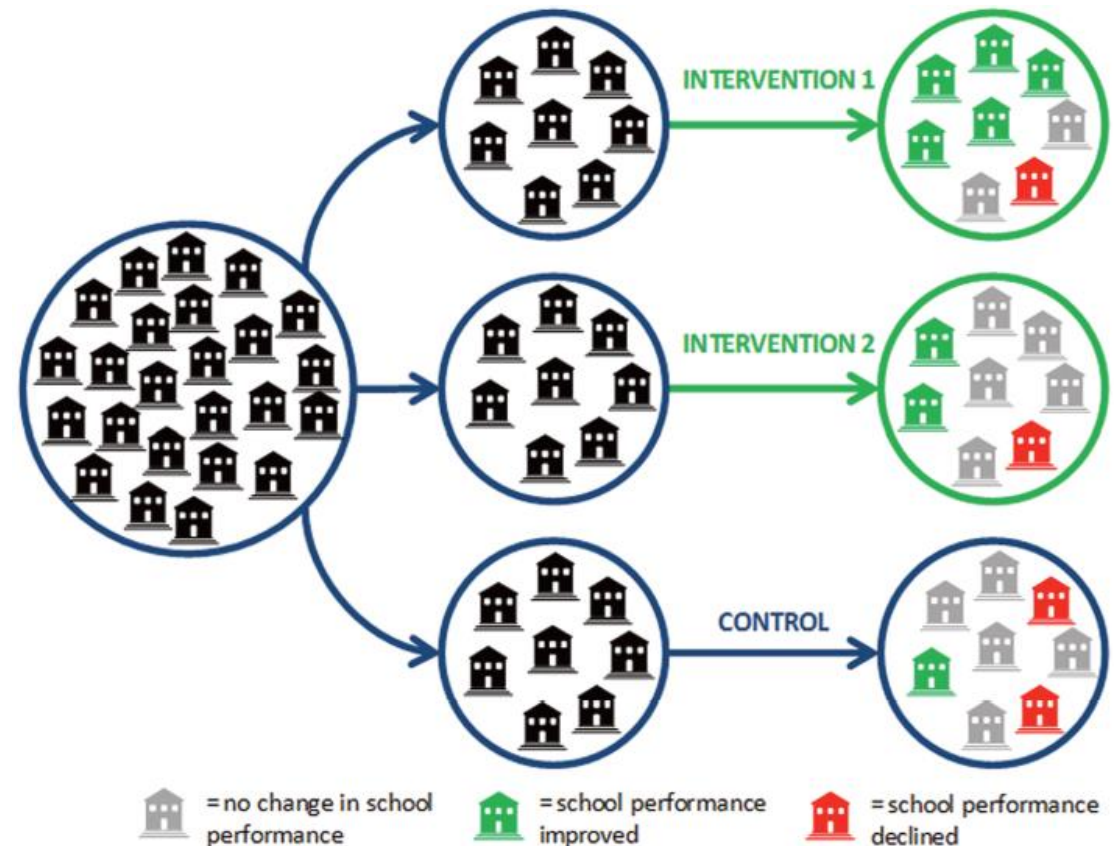 INTERVENTION 1
INTERVENTION 2
CONTROL
= no change in school
performance
= school performance
improved
= school performance
declined